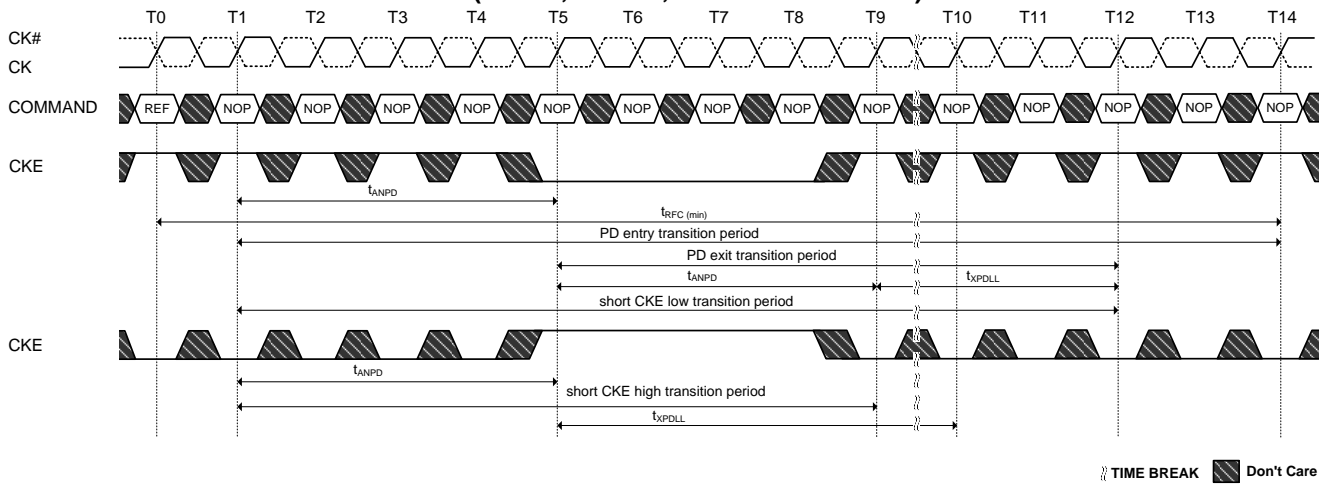 T0 T1 T2 T3 T4 T5 T6 T7 T8 T9 T10 T11 T12 T13 T14
CK#
CK
COMMAND REF NOP NOP NOP NOP NOP NOP NOP NOP NOP NOP NOP NOP NOP NOP
CKE
tANPD
tRFC (min)
PD entry transition period
PD exit transition period
tANPD tXPDLL
short CKE low transition period
CKE
tANPD
short CKE high transition period
tXPDLL
TIME BREAK Don't Care